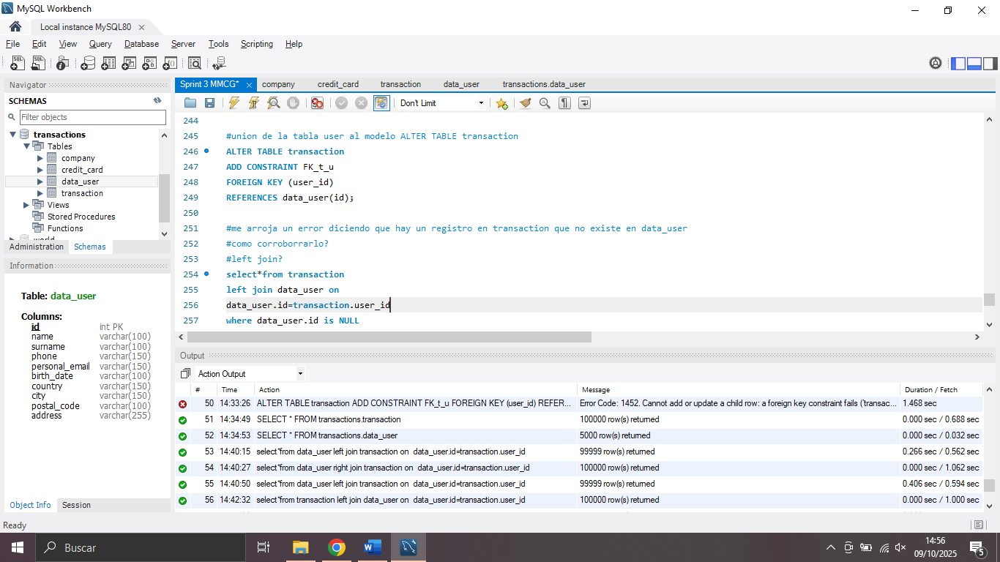 MySQL Workbench
Local instance MySQL80
File Edit View Query Database Server Tools Scripting Help
Navigator
SCHEMAS
Filter objects
transactions
Tables
company
credit_card
data_user
transaction
Views
Stored Procedures
Functions
world
Administration Schemas
Information
Table: data_user
Columns:
id int PK
name varchar(100)
surname varchar(100)
phone varchar(150)
personal_email varchar(150)
birth_date varchar(100)
country varchar(150)
city varchar(150)
postal_code varchar(100)
address varchar(255)
Object Info Session
Sprint 3 MMCG* company credit_card transaction data_user transactions.data_user
Don't Limit
244
245 #union de la tabla user al modelo ALTER TABLE transaction
246 ALTER TABLE transaction
247 ADD CONSTRAINT FK_t_u
248 FOREIGN KEY (user_id)
249 REFERENCES data_user(id);
250
251 #me arroja un error diciendo que hay un registro en transaction que no existe en data_user
252 #como corroborrarlo?
253 #left join?
254 select*from transaction
255 left join data_user on
256 data_user.id=transaction.user_id
257 where data_user.id is NULL
Output
Action Output
# Time Action Message Duration / Fetch
50 14:33:26 ALTER TABLE transaction ADD CONSTRAINT FK_t_u FOREIGN KEY (user_id) REFER... Error Code: 1452. Cannot add or update a child row: a foreign key constraint fails (`transac... 1.468 sec
51 14:34:49 SELECT * FROM transactions.transaction 100000 row(s) returned 0.000 sec / 0.688 sec
52 14:34:53 SELECT * FROM transactions.data_user 5000 row(s) returned 0.000 sec / 0.032 sec
53 14:40:15 select*from data_user left join transaction on data_user.id=transaction.user_id 99999 row(s) returned 0.266 sec / 0.562 sec
54 14:40:27 select*from data_user right join transaction on data_user.id=transaction.user_id 100000 row(s) returned 0.000 sec / 1.062 sec
55 14:40:50 select*from data_user left join transaction on data_user.id=transaction.user_id 99999 row(s) returned 0.406 sec / 0.594 sec
56 14:42:32 select*from transaction left join data_user on data_user.id=transaction.user_id 100000 row(s) returned 0.000 sec / 1.000 sec
Ready
Buscar
14:56
09/10/2025
5